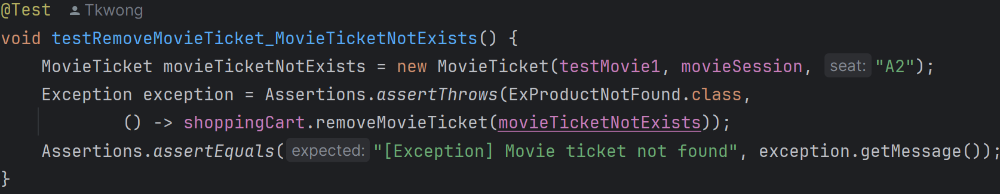 @Test Tkwong
void testRemoveMovieTicket_MovieTicketNotExists() {
    MovieTicket movieTicketNotExists = new MovieTicket(testMovie1, movieSession, seat: "A2");
    Exception exception = Assertions.assertThrows(ExProductNotFound.class,
            () -> shoppingCart.removeMovieTicket(movieTicketNotExists));
    Assertions.assertEquals(expected: "[Exception] Movie ticket not found", exception.getMessage());
}